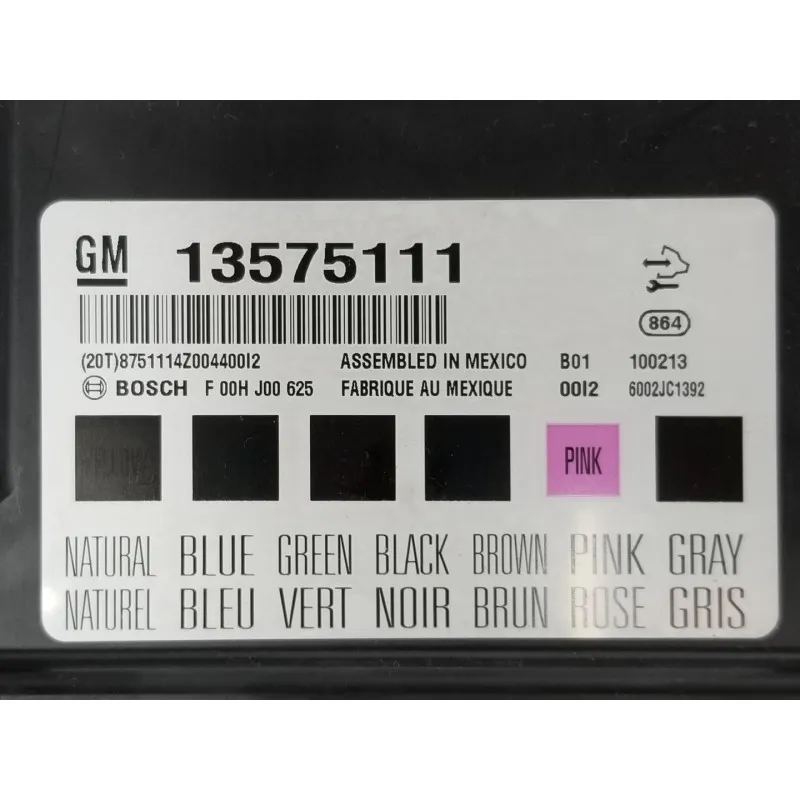 GM 13575111
864
(20T)8751114Z004400I2 ASSEMBLED IN MEXICO B01 100213
BOSCH F 00H J00 625 FABRIQUE AU MEXIQUE 00I2 6002JC1392
PINK
NATURAL BLUE GREEN BLACK BROWN PINK GRAY
NATUREL BLEU VERT NOIR BRUN ROSE GRIS